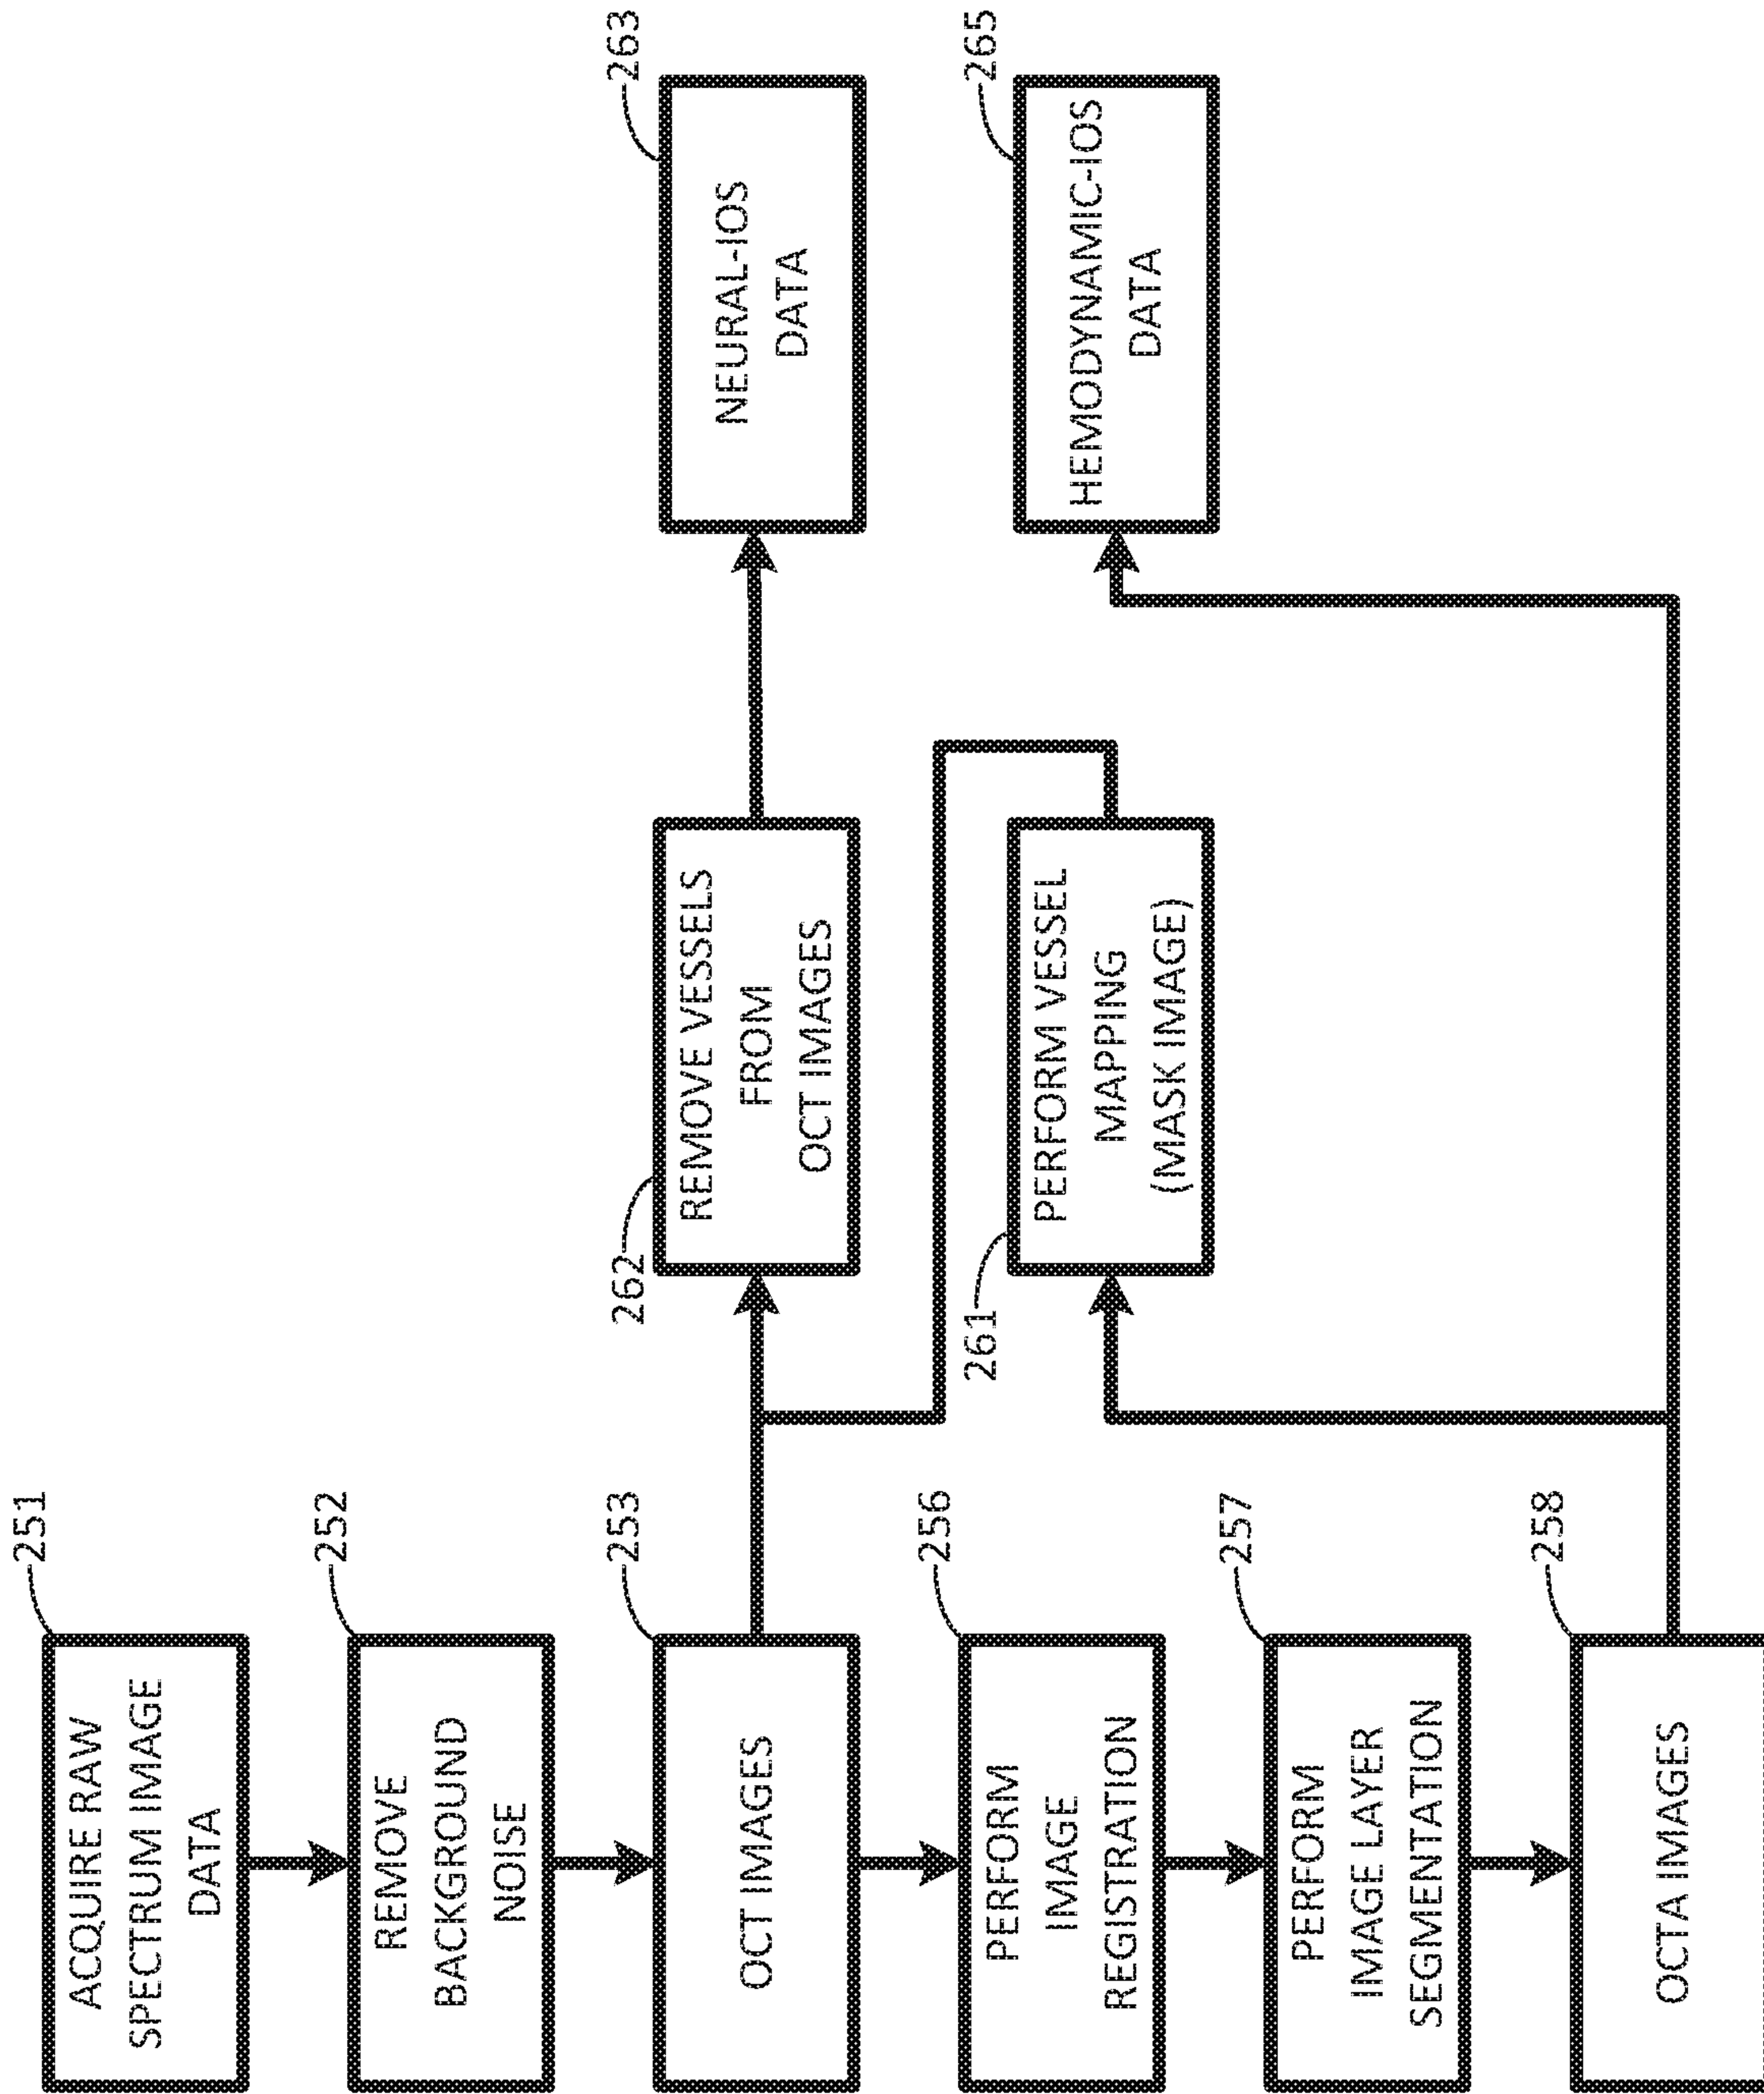 251
ACQUIRE RAW
SPECTRUM IMAGE
DATA
252
REMOVE
BACKGROUND
NOISE
253
OCT IMAGES
256
PERFORM
IMAGE
REGISTRATION
257
PERFORM
IMAGE LAYER
SEGMENTATION
258
OCTA IMAGES
262
REMOVE VESSELS
FROM
OCT IMAGES
261
PERFORM VESSEL
MAPPING
(MASK IMAGE)
263
NEURAL-IOS
DATA
265
HEMODYNAMIC-IOS
DATA